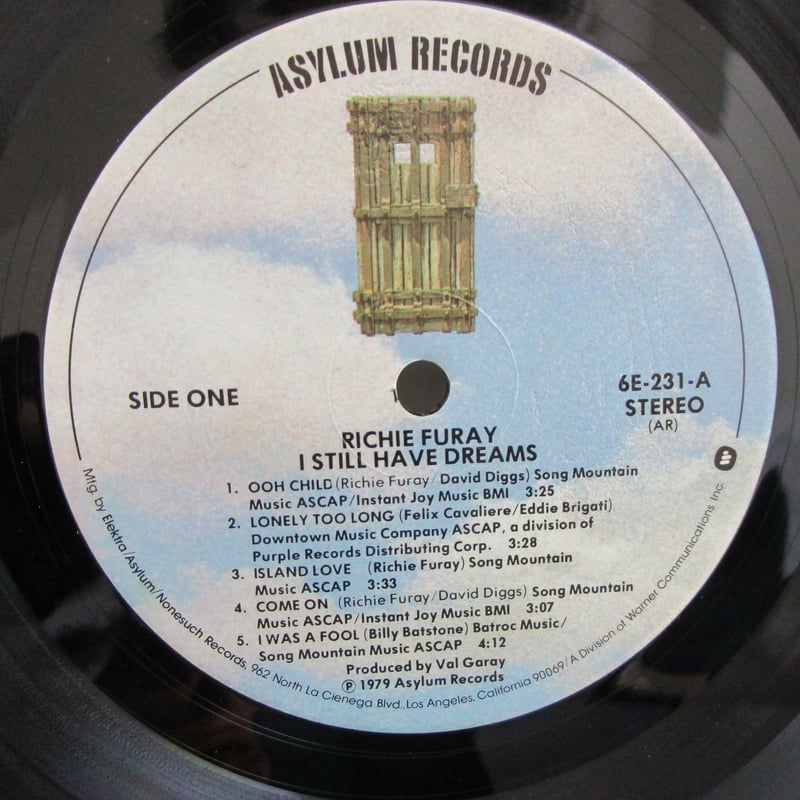 ASYLUM RECORDS
SIDE ONE
6E-231-A
STEREO
(AR)
RICHIE FURAY
I STILL HAVE DREAMS
1. OOH CHILD (Richie Furay/David Diggs) Song Mountain
Music ASCAP/Instant Joy Music BMI 3:25
2. LONELY TOO LONG (Felix Cavaliere/Eddie Brigati)
Downtown Music Company ASCAP, a division of
Purple Records Distributing Corp. 3:28
3. ISLAND LOVE (Richie Furay) Song Mountain
Music ASCAP 3:33
4. COME ON (Richie Furay/David Diggs) Song Mountain
Music ASCAP/Instant Joy Music BMI 3:07
5. I WAS A FOOL (Billy Batstone) Batroc Music/
Song Mountain Music ASCAP 4:12
Produced by Val Garay
Ⓟ 1979 Asylum Records
Mfg. by Elektra/Asylum/Nonesuch Records, 962 North La Cienega Blvd., Los Angeles, California 90069/A Division of Warner Communications Inc.